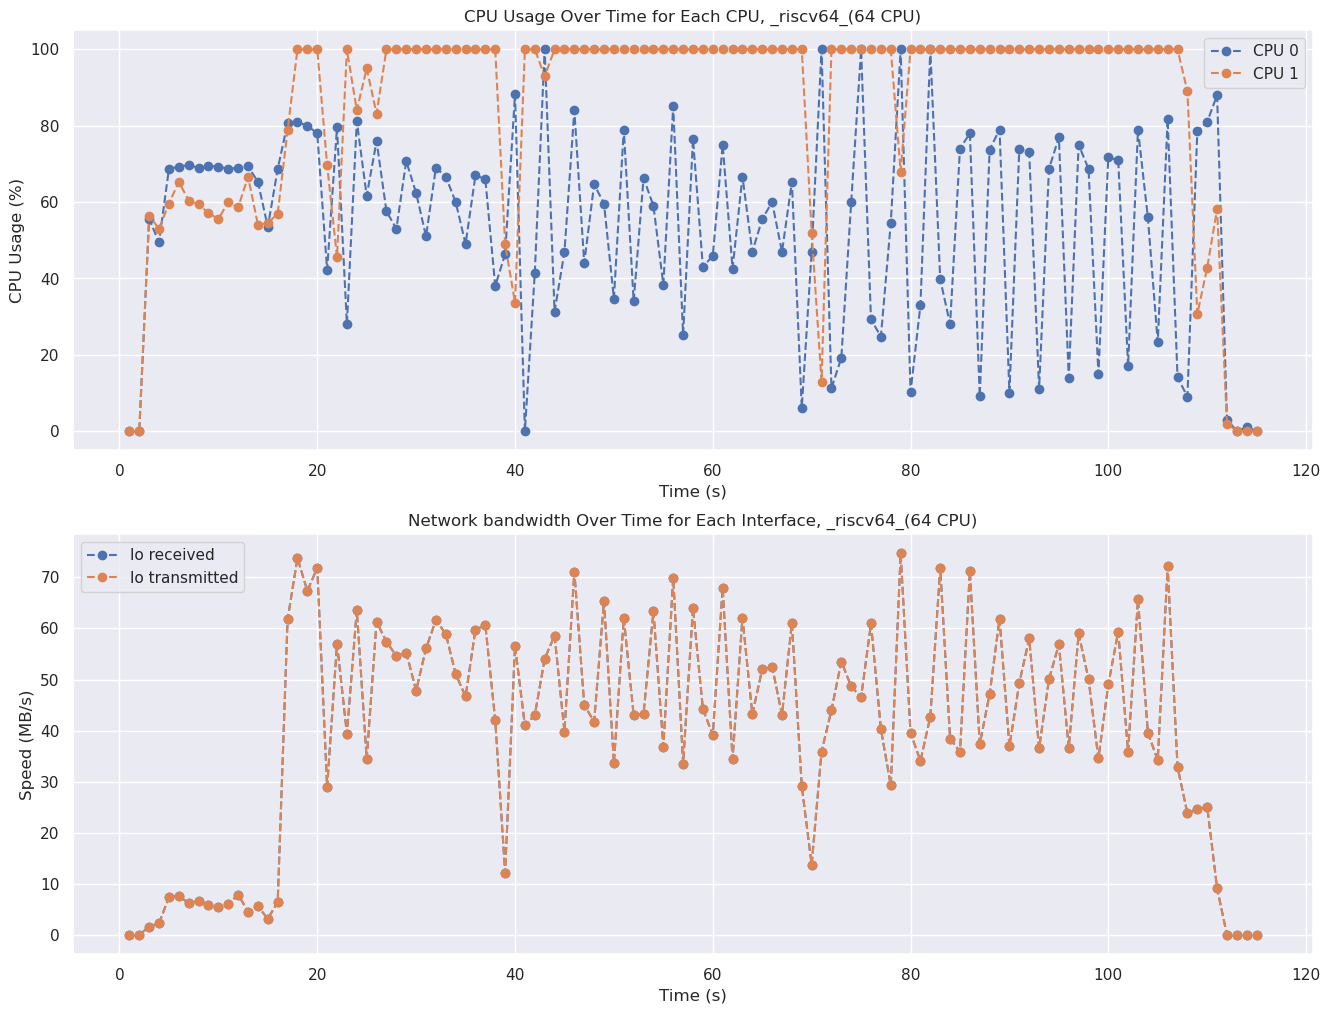 CPU Usage Over Time for Each CPU, _riscv64_(64 CPU)
CPU Usage (%)
100
80
60
40
20
0
CPU 0
CPU 1
0 20 40 60 80 100 120
Time (s)
Network bandwidth Over Time for Each Interface, _riscv64_(64 CPU)
Speed (MB/s)
lo received
lo transmitted
70
60
50
40
30
20
10
0
0 20 40 60 80 100 120
Time (s)